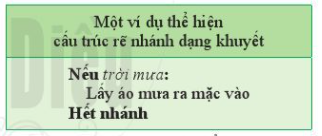 Một ví dụ thể hiện
cấu trúc rẽ nhánh dạng khuyết
Nếu trời mưa:
Lấy áo mưa ra mặc vào
Hết nhánh